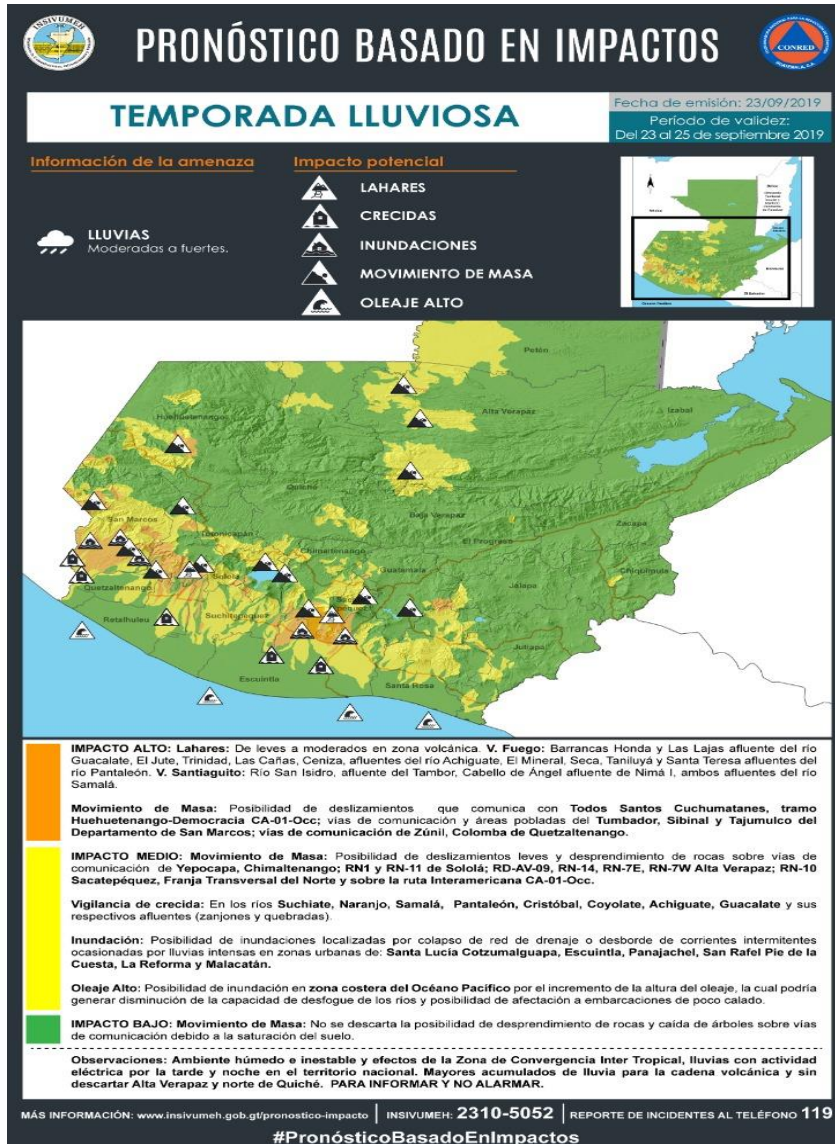 INSIVUMEH
PRONÓSTICO BASADO EN IMPACTOS
CONRED
TEMPORADA LLUVIOSA
Fecha de emisión: 23/09/2019
Período de validez:
Del 23 al 25 de septiembre 2019
Información de la amenaza
LLUVIAS
Moderadas a fuertes.
Impacto potencial
LAHARES
CRECIDAS
INUNDACIONES
MOVIMIENTO DE MASA
OLEAJE ALTO
Petén
Huehuetenango
Alta Verapaz
Izabal
Quiché
San Marcos
Baja Verapaz
Totonicapán
Zacapa
El Progreso
Chimaltenango
Guatemala
Chiquimula
Sololá
Jalapa
Quetzaltenango
Suchitepéquez
Retalhuleu
Jutiapa
Escuintla
Santa Rosa
IMPACTO ALTO: Lahares: De leves a moderados en zona volcánica. V. Fuego: Barrancas Honda y Las Lajas afluente del río
Guacalate, El Jute, Trinidad, Las Cañas, Ceniza, afluentes del río Achiguate, El Mineral, Seca, Taniluyá y Santa Teresa afluentes del
río Pantaleón. V. Santiaguito: Río San Isidro, afluente del Tambor, Cabello de Ángel afluente de Nimá I, ambos afluentes del río
Samalá.
Movimiento de Masa: Posibilidad de deslizamientos que comunica con Todos Santos Cuchumatanes, tramo
Huehuetenango-Democracia CA-01-Occ; vías de comunicación y áreas pobladas del Tumbador, Sibinal y Tajumulco del
Departamento de San Marcos; vías de comunicación de Zúnil, Colomba de Quetzaltenango.
IMPACTO MEDIO: Movimiento de Masa: Posibilidad de deslizamientos leves y desprendimiento de rocas sobre vías de
comunicación de Yepocapa, Chimaltenango; RN1 y RN-11 de Sololá; RD-AV-09, RN-14, RN-7E, RN-7W Alta Verapaz; RN-10
Sacatepéquez, Franja Transversal del Norte y sobre la ruta Interamericana CA-01-Occ.
Vigilancia de crecida: En los ríos Suchiate, Naranjo, Samalá, Pantaleón, Cristóbal, Coyolate, Achiguate, Guacalate y sus
respectivos afluentes (zanjones y quebradas).
Inundación: Posibilidad de inundaciones localizadas por colapso de red de drenaje o desborde de corrientes intermitentes
ocasionadas por lluvias intensas en zonas urbanas de: Santa Lucía Cotzumalguapa, Escuintla, Panajachel, San Rafel Pie de la
Cuesta, La Reforma y Malacatán.
Oleaje Alto: Posibilidad de inundación en zona costera del Océano Pacífico por el incremento de la altura del oleaje, la cual podría
generar disminución de la capacidad de desfogue de los ríos y posibilidad de afectación a embarcaciones de poco calado.
IMPACTO BAJO: Movimiento de Masa: No se descarta la posibilidad de desprendimiento de rocas y caída de árboles sobre vías
de comunicación debido a la saturación del suelo.
Observaciones: Ambiente húmedo e inestable y efectos de la Zona de Convergencia Inter Tropical, lluvias con actividad
eléctrica por la tarde y noche en el territorio nacional. Mayores acumulados de lluvia para la cadena volcánica y sin
descartar Alta Verapaz y norte de Quiché. PARA INFORMAR Y NO ALARMAR.
MÁS INFORMACIÓN: www.insivumeh.gob.gt/pronostico-impacto | INSIVUMEH: 2310-5052 | REPORTE DE INCIDENTES AL TELÉFONO 119
#PronósticoBasadoEnImpactos